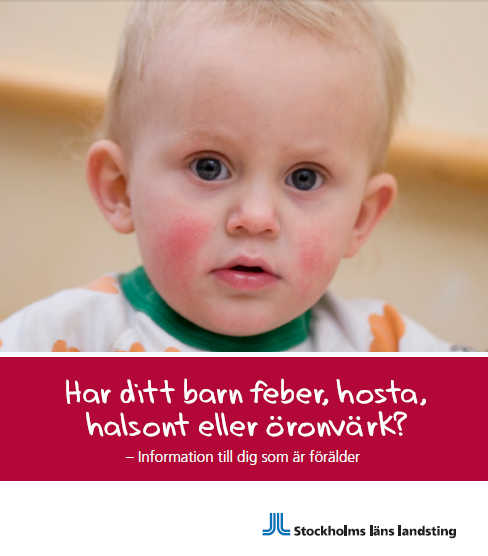 Har ditt barn feber, hosta,
halsont eller öronvärk?
– Information till dig som är förälder
Stockholms läns landsting